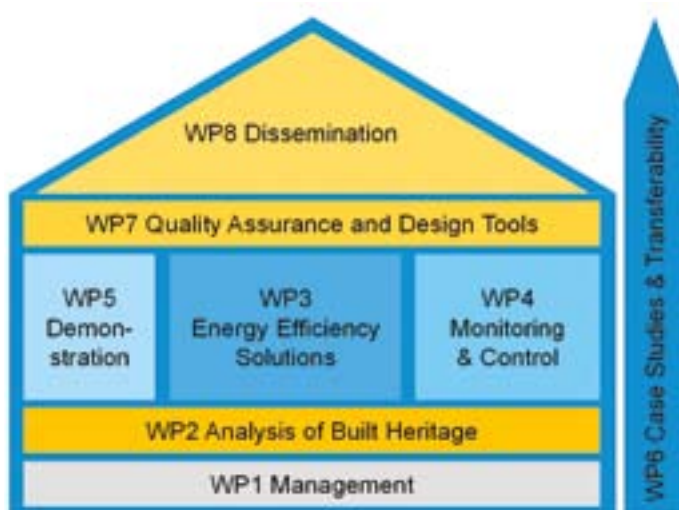 WP8 Dissemination
WP7 Quality Assurance and Design Tools
WP5
Demon-
stration
WP3
Energy Efficiency
Solutions
WP4
Monitoring
& Control
WP2 Analysis of Built Heritage
WP1 Management
WP6 Case Studies & Transferability